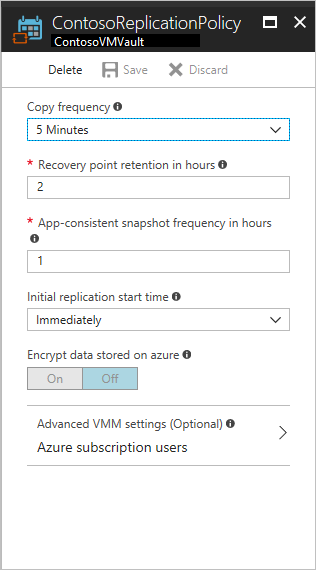 ContosoReplicationPolicy
ContosoVMVault
Delete Save Discard
Copy frequency
5 Minutes
* Recovery point retention in hours
2
* App-consistent snapshot frequency in hours
1
Initial replication start time
Immediately
Encrypt data stored on azure
On Off
Advanced VMM settings (Optional)
Azure subscription users